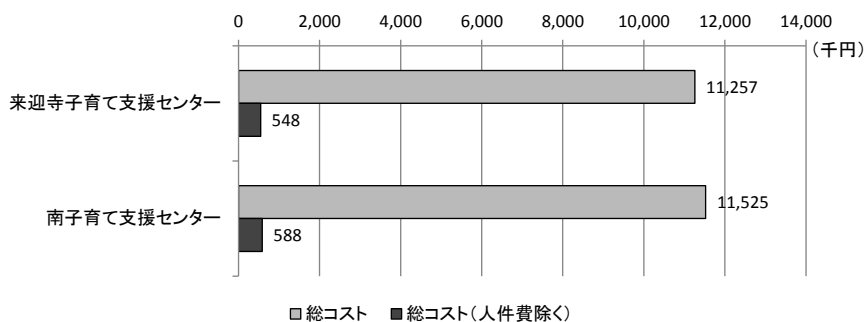 0 2,000 4,000 6,000 8,000 10,000 12,000 14,000
(千円)
来迎寺子育て支援センター
11,257
548
南子育て支援センター
11,525
588
総コスト 総コスト(人件費除く)